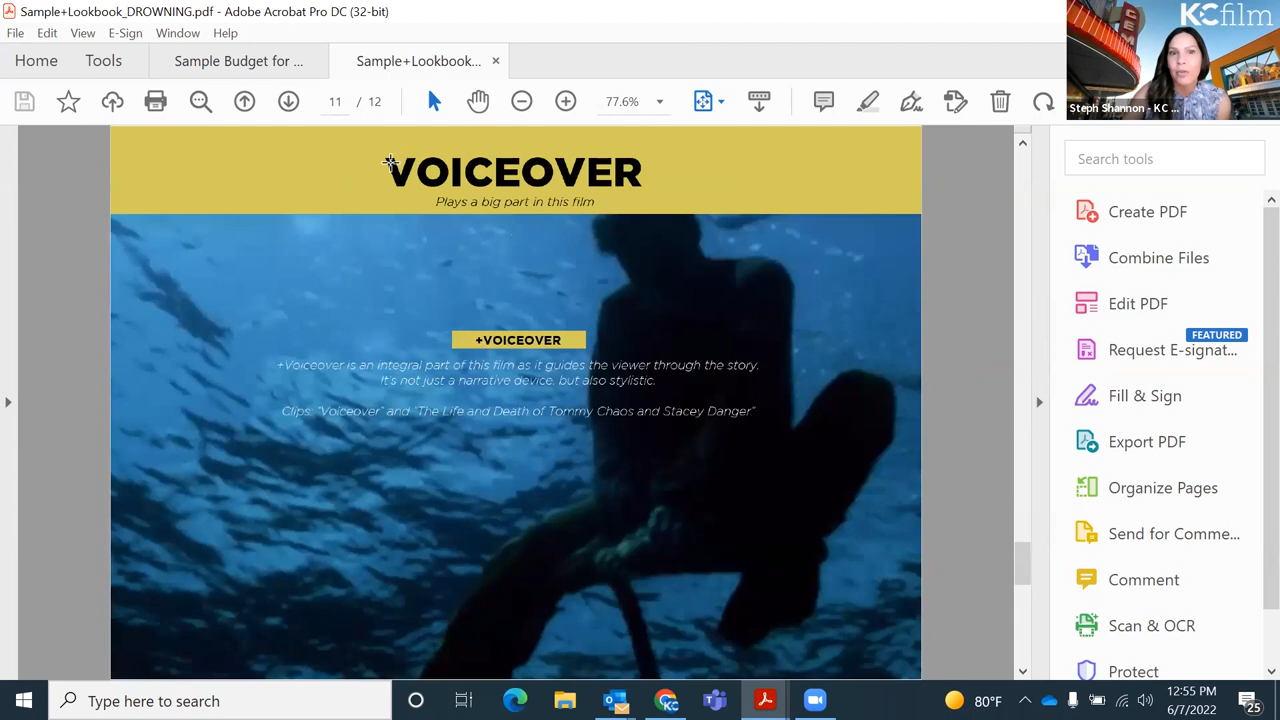 Sample+Lookbook_DROWNING.pdf - Adobe Acrobat Pro DC (32-bit)
File Edit View E-Sign Window Help
Home Tools Sample Budget for ... Sample+Lookbook... ×
11 / 12 77.6%
KCfilm
CEM
Steph Shannon - KC ...
VOICEOVER
Plays a big part in this film
+VOICEOVER
+Voiceover is an integral part of this film as it guides the viewer through the story.
It's not just a narrative device, but also stylistic.
Clips: "Voiceover" and "The Life and Death of Tommy Chaos and Stacey Danger"
Search tools
Create PDF
Combine Files
Edit PDF
FEATURED
Request E-signat...
Fill & Sign
Export PDF
Organize Pages
Send for Comme...
Comment
Scan & OCR
Protect
Type here to search
80°F
12:55 PM
6/7/2022
25